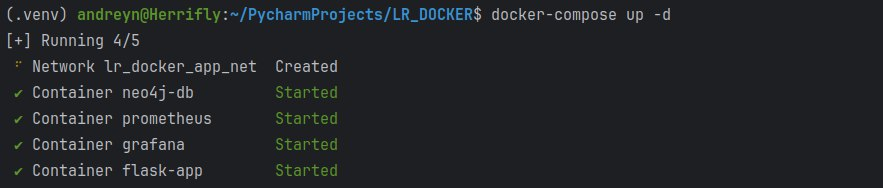 (.venv) andreyn@Herrifly:~/PycharmProjects/LR_DOCKER$ docker-compose up -d
[+] Running 4/5
⠋ Network lr_docker_app_net  Created
✔ Container neo4j-db         Started
✔ Container prometheus       Started
✔ Container grafana          Started
✔ Container flask-app        Started